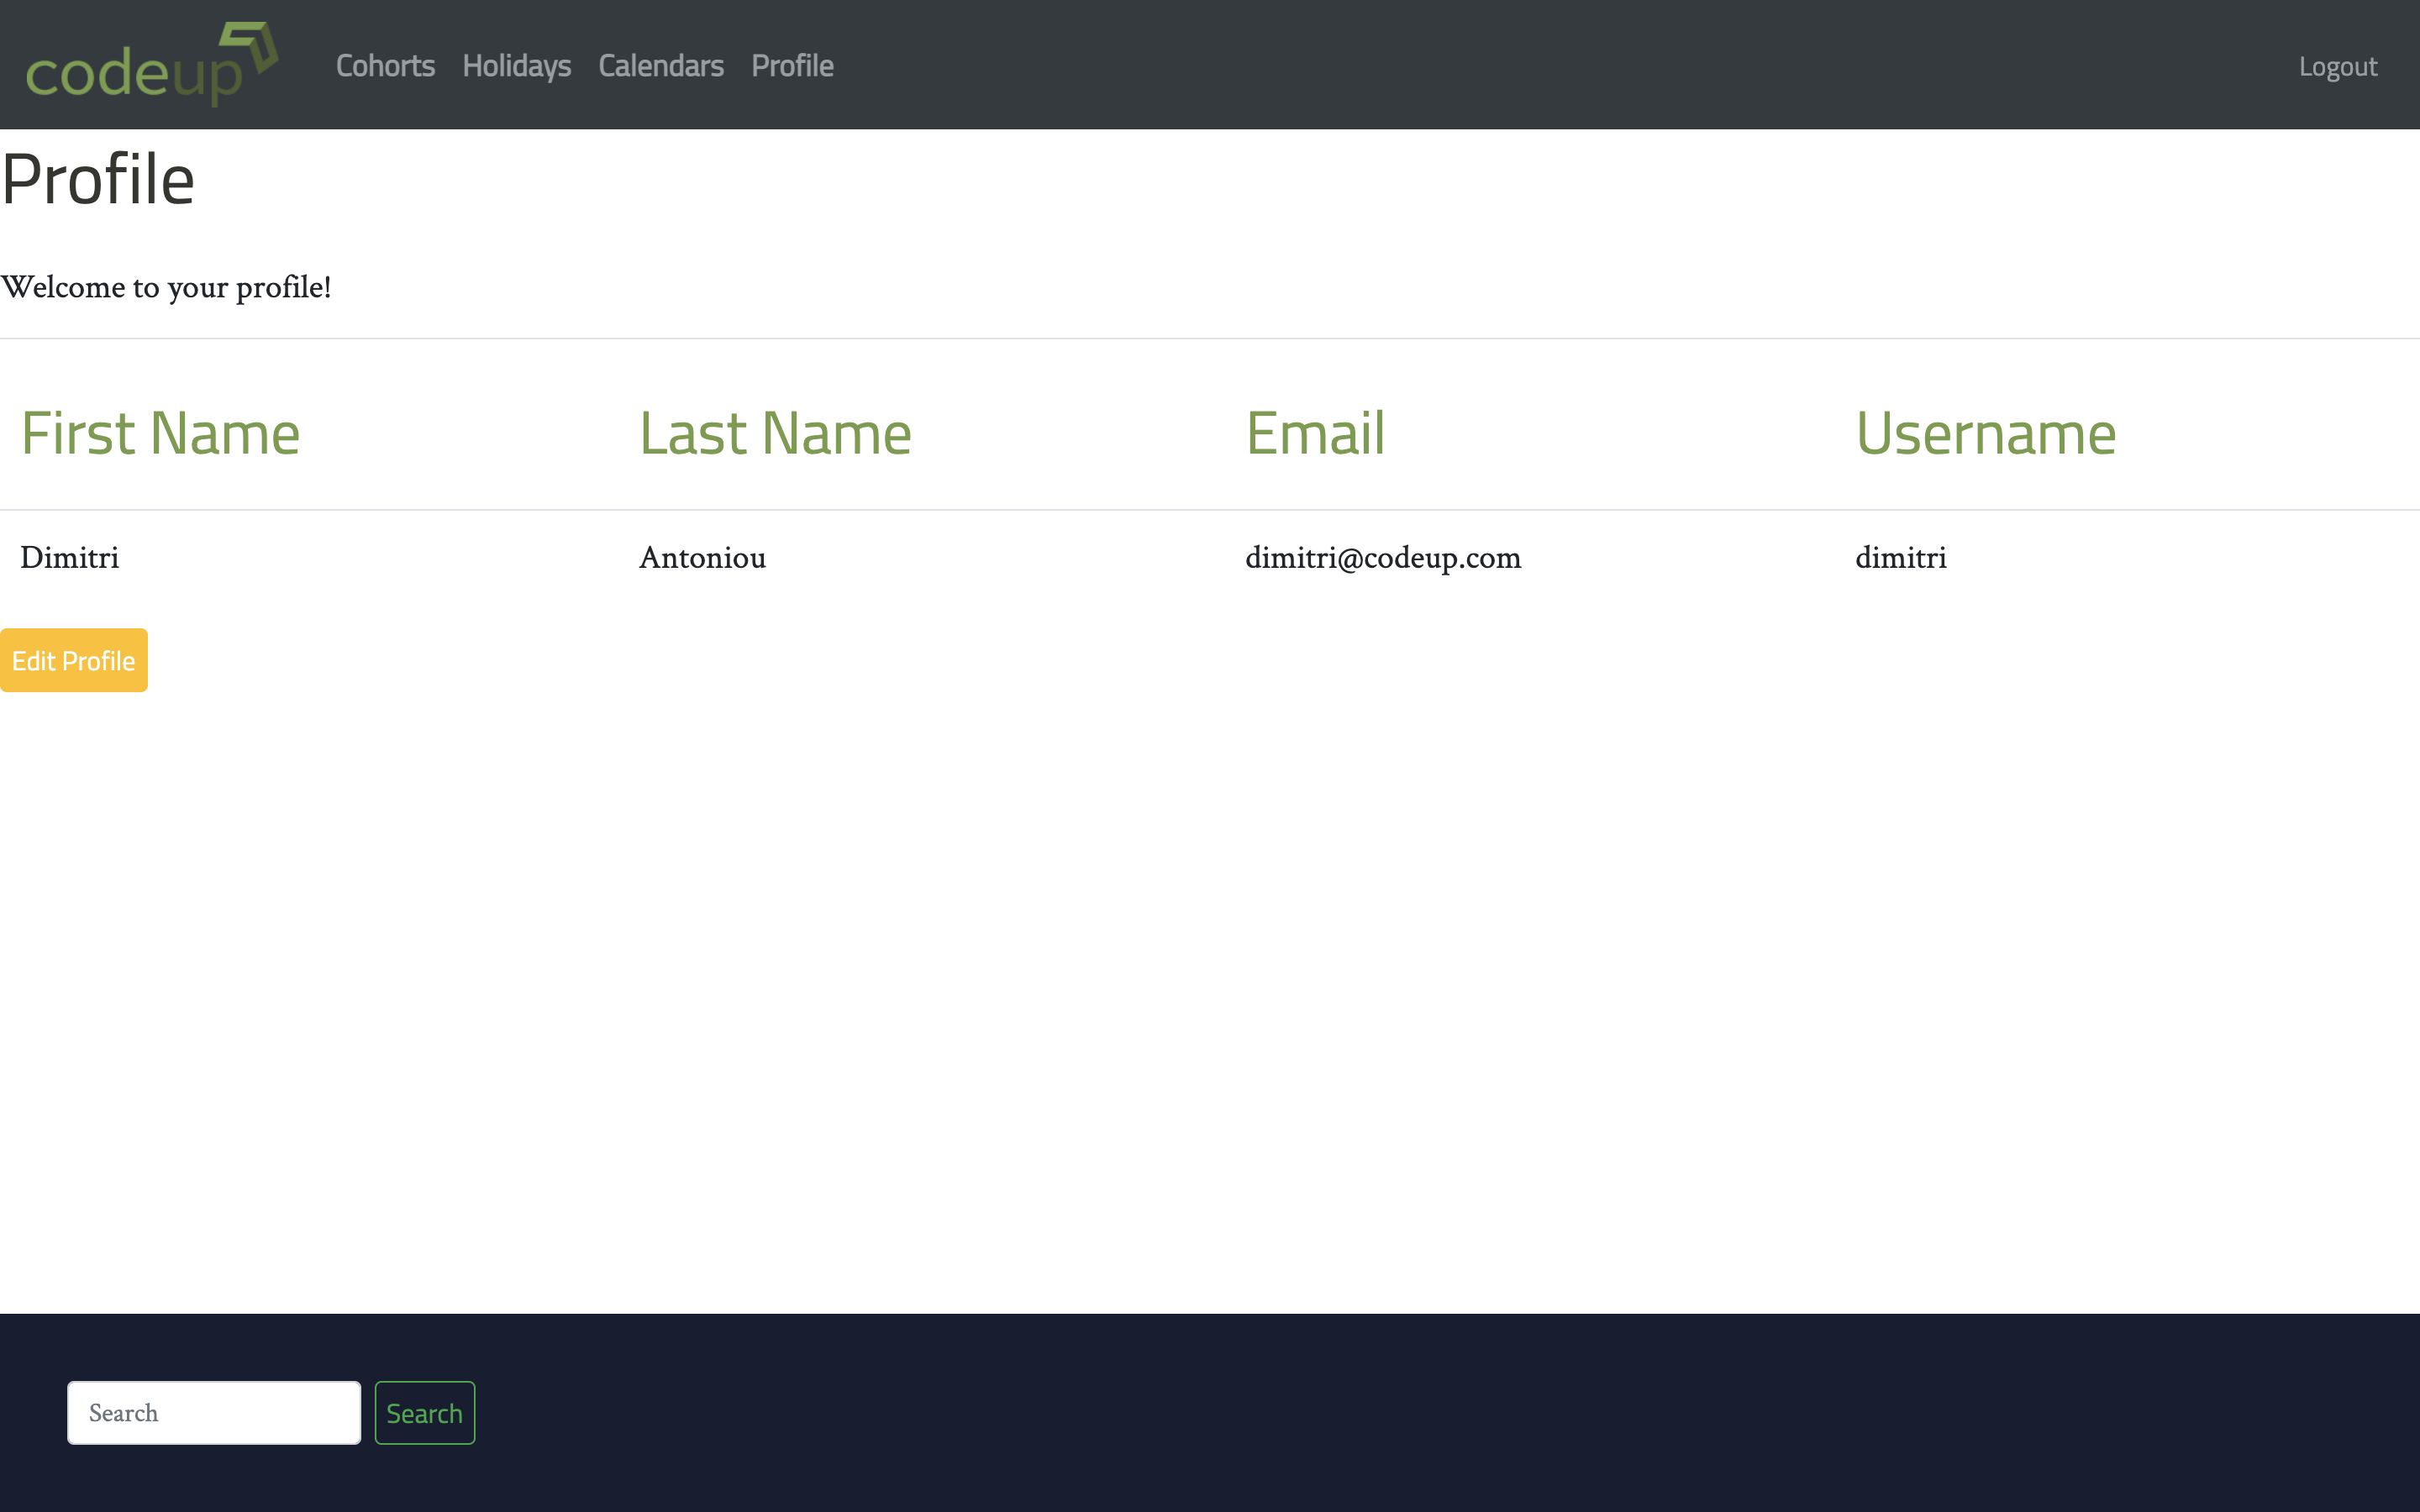 codeup Cohorts Holidays Calendars Profile Logout
Profile
Welcome to your profile!
First Name Last Name Email Username
Dimitri Antoniou dimitri@codeup.com dimitri
Edit Profile
Search Search